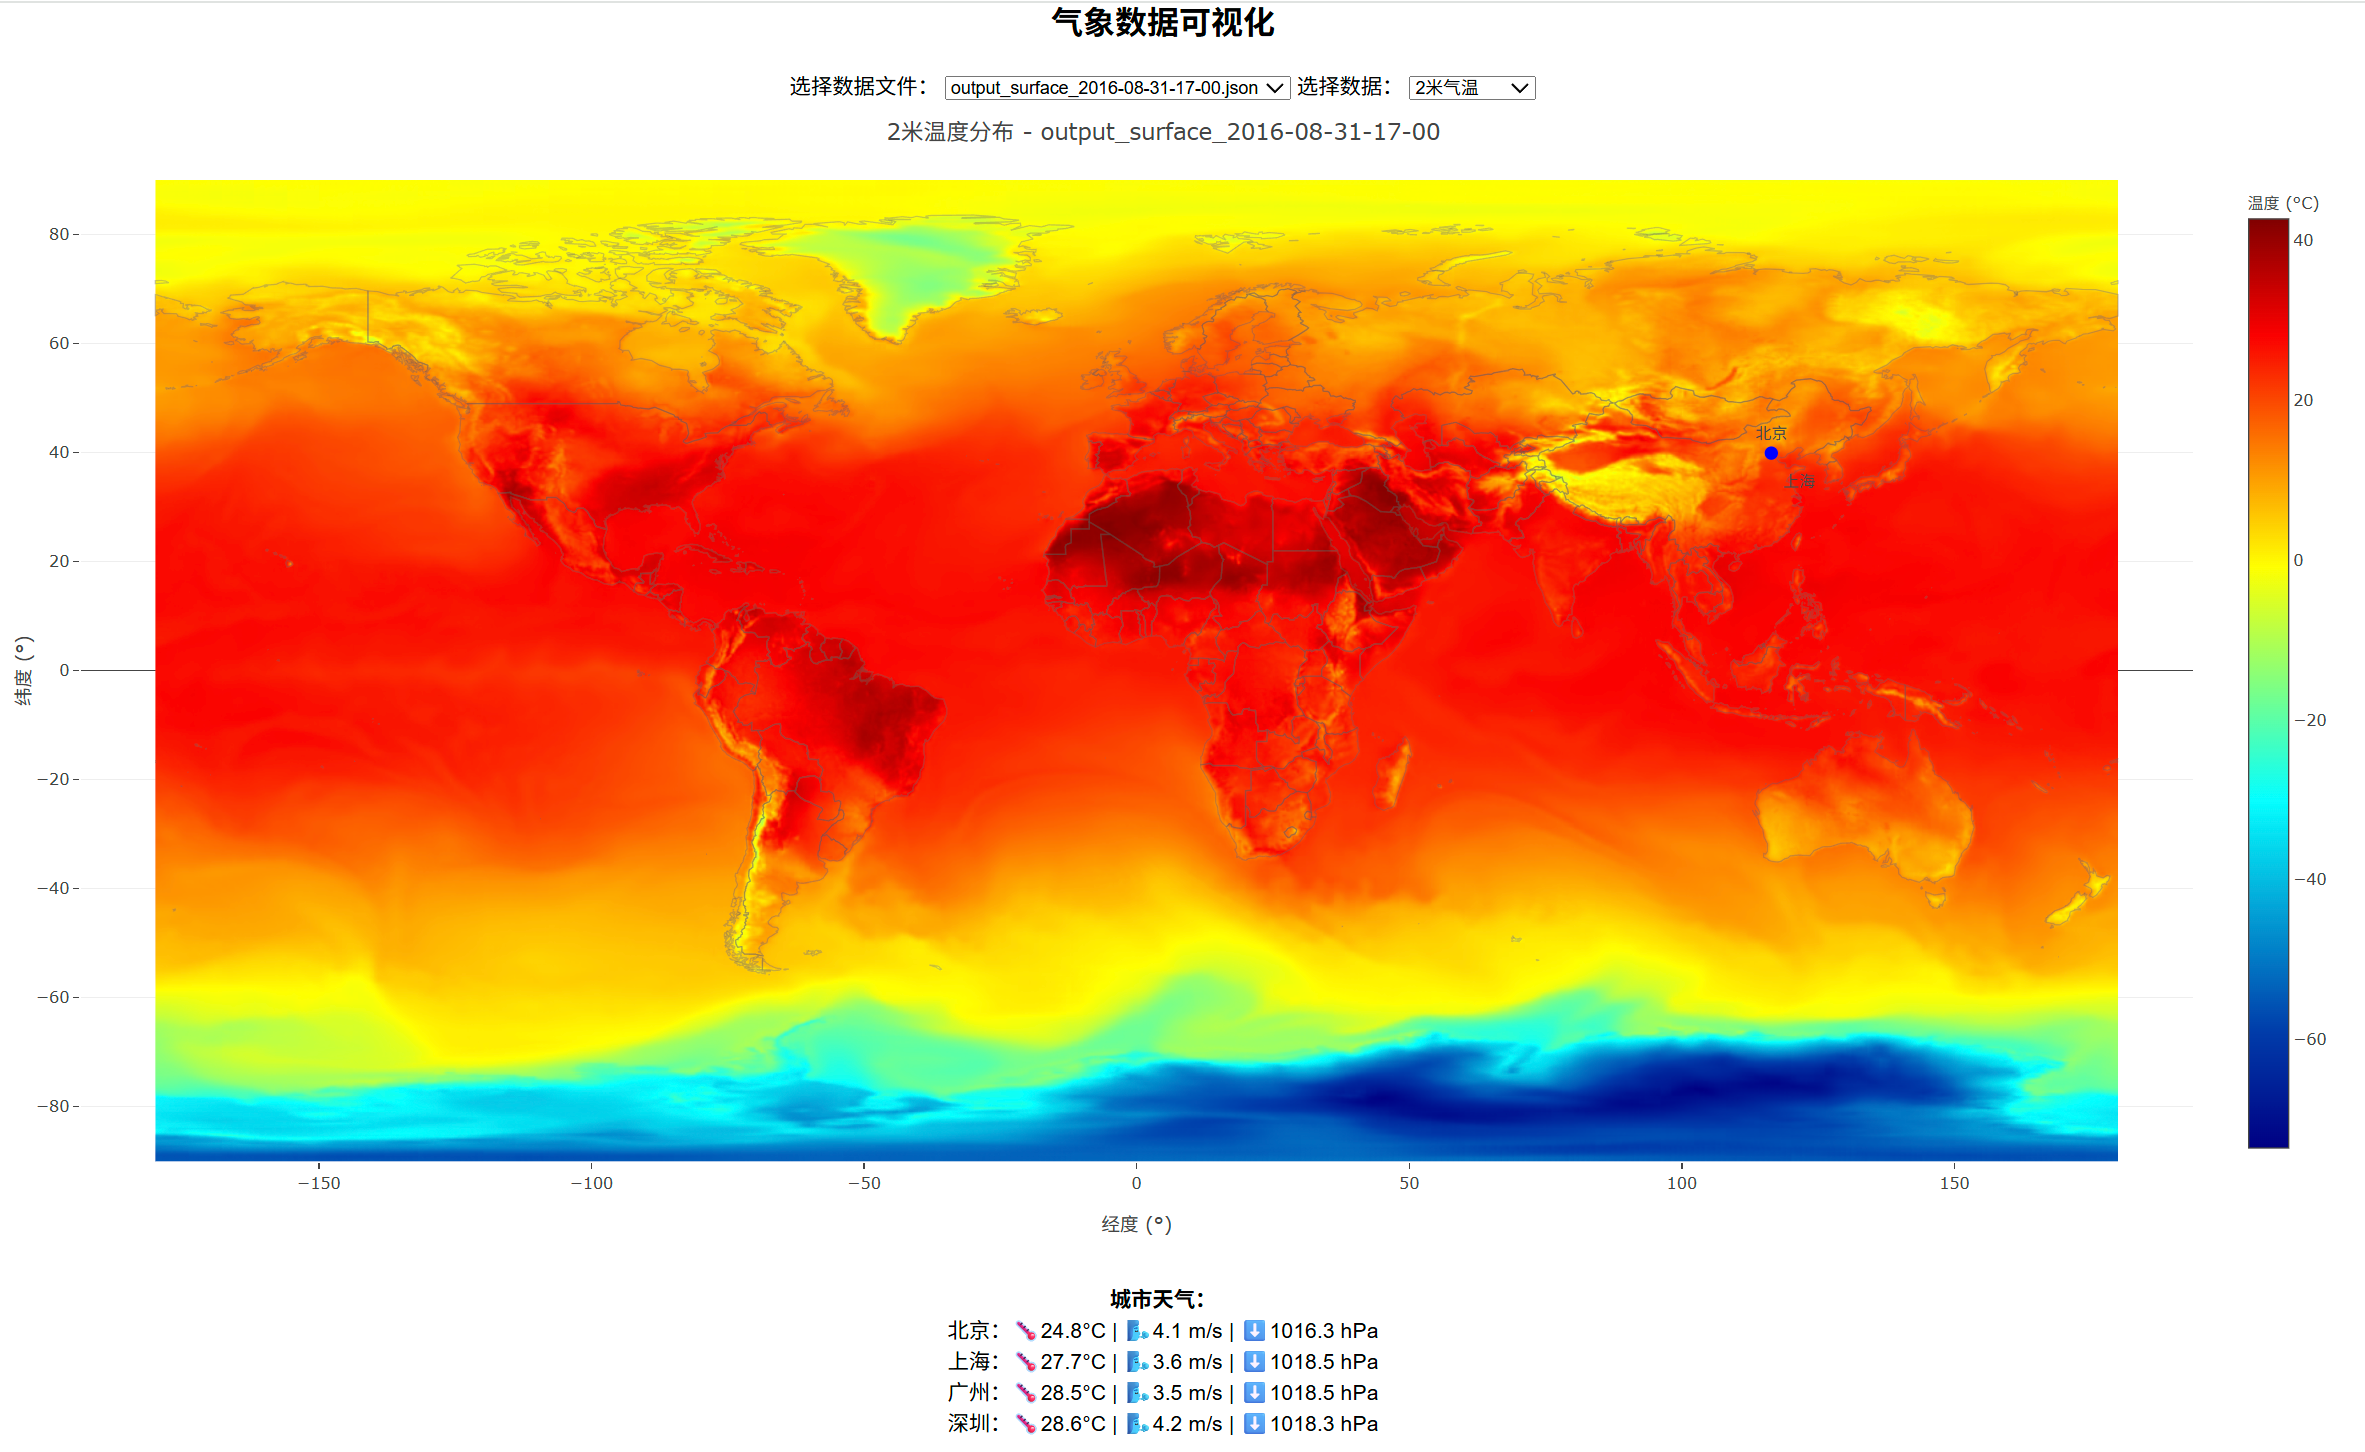 气象数据可视化
选择数据文件： output_surface_2016-08-31-17-00.json 选择数据： 2米气温
2米温度分布 - output_surface_2016-08-31-17-00
温度 (°C)
40
20
0
−20
−40
−60
80
60
40
20
0
−20
−40
−60
−80
纬度 (°)
北京
上海
−150
−100
−50
0
50
100
150
经度 (°)
城市天气：
北京： 24.8°C | 4.1 m/s | 1016.3 hPa
上海： 27.7°C | 3.6 m/s | 1018.5 hPa
广州： 28.5°C | 3.5 m/s | 1018.5 hPa
深圳： 28.6°C | 4.2 m/s | 1018.3 hPa